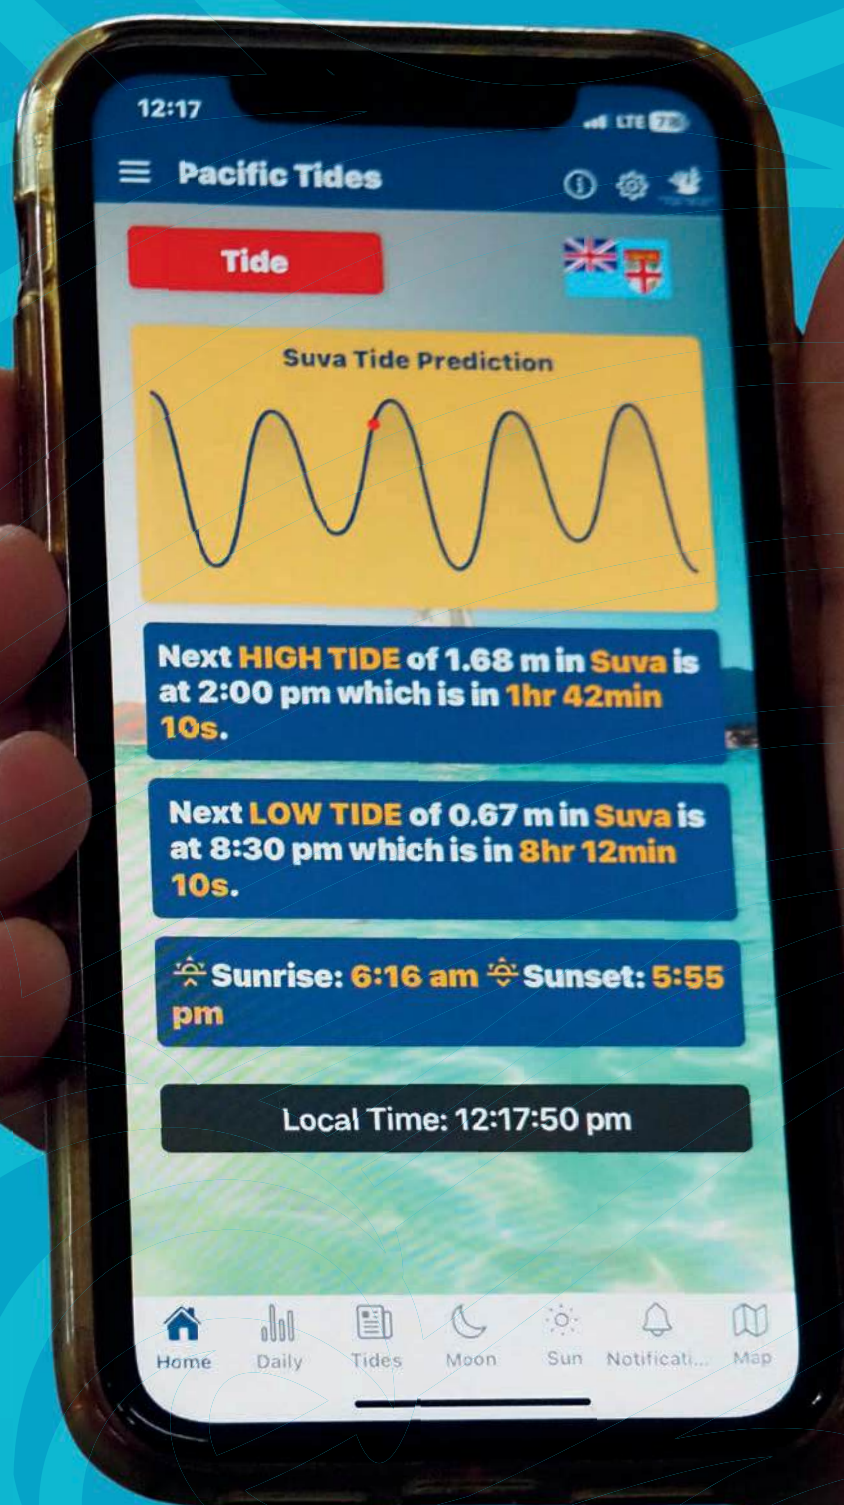 12:17
LTE
Pacific Tides
Tide
Suva Tide Prediction
Next HIGH TIDE of 1.68 m in Suva is
at 2:00 pm which is in 1hr 42min
10s.
Next LOW TIDE of 0.67 m in Suva is
at 8:30 pm which is in 8hr 12min
10s.
Sunrise: 6:16 am Sunset: 5:55
pm
Local Time: 12:17:50 pm
Home Daily Tides Moon Sun Notificati... Map